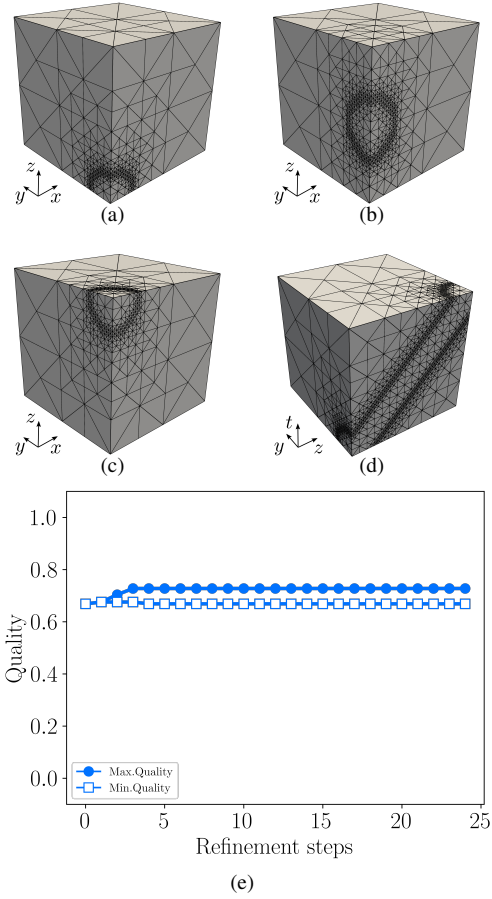 z
y x
(a)
z
y x
(b)
z
y x
(c)
t
y z
(d)
1.0
0.8
0.6
0.4
0.2
0.0
Quality
Max.Quality
Min.Quality
0 5 10 15 20 25
Refinement steps
(e)